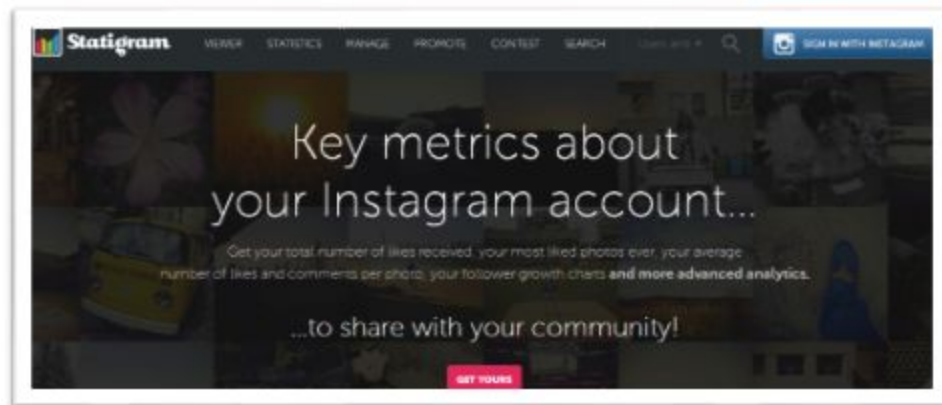 Statigram VIEWER STATISTICS MANAGE PROMOTE CONTEST SEARCH SIGN IN WITH INSTAGRAM
Key metrics about
your Instagram account...
Get your total number of likes received, your most liked photos ever, your average
number of likes and comments per photo, your follower growth charts and more advanced analytics.
...to share with your community!
GET YOURS